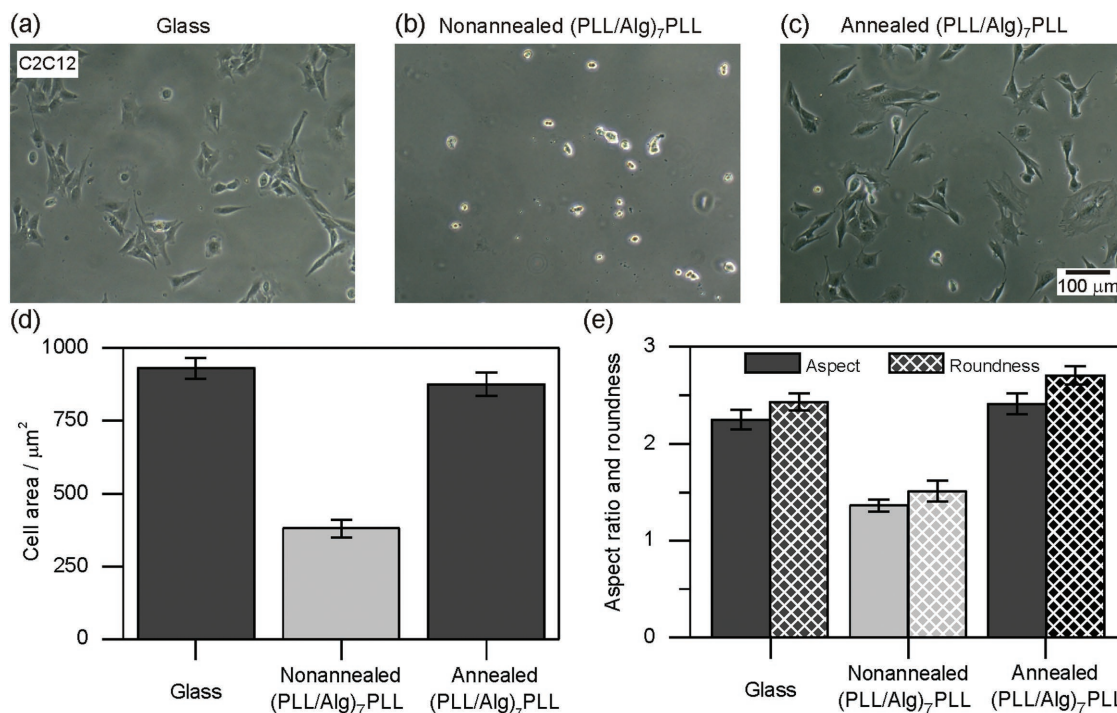 (a) Glass
(b) Nonannealed (PLL/Alg)₇PLL
(c) Annealed (PLL/Alg)₇PLL
C2C12
100 μm
(d)
1000
750
500
250
0
Cell area / μm²
Glass
Nonannealed
(PLL/Alg)₇PLL
Annealed
(PLL/Alg)₇PLL
(e)
3
2
1
0
Aspect ratio and roundness
Aspect
Roundness
Glass
Nonannealed
(PLL/Alg)₇PLL
Annealed
(PLL/Alg)₇PLL